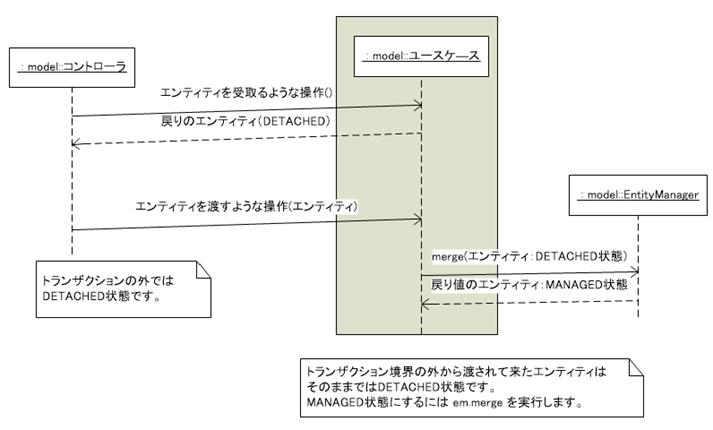 : model::コントローラ
: model::ユースケース
エンティティを受取るような操作()
戻りのエンティティ(DETACHED)
: model::EntityManager
エンティティを渡すような操作(エンティティ)
merge(エンティティ:DETACHED状態)
戻り値のエンティティ:MANAGED状態
トランザクションの外では
DETACHED状態です。
トランザクション境界の外から渡されて来たエンティティは
そのままではDETACHED状態です。
MANAGED状態にするには em.merge を実行します。